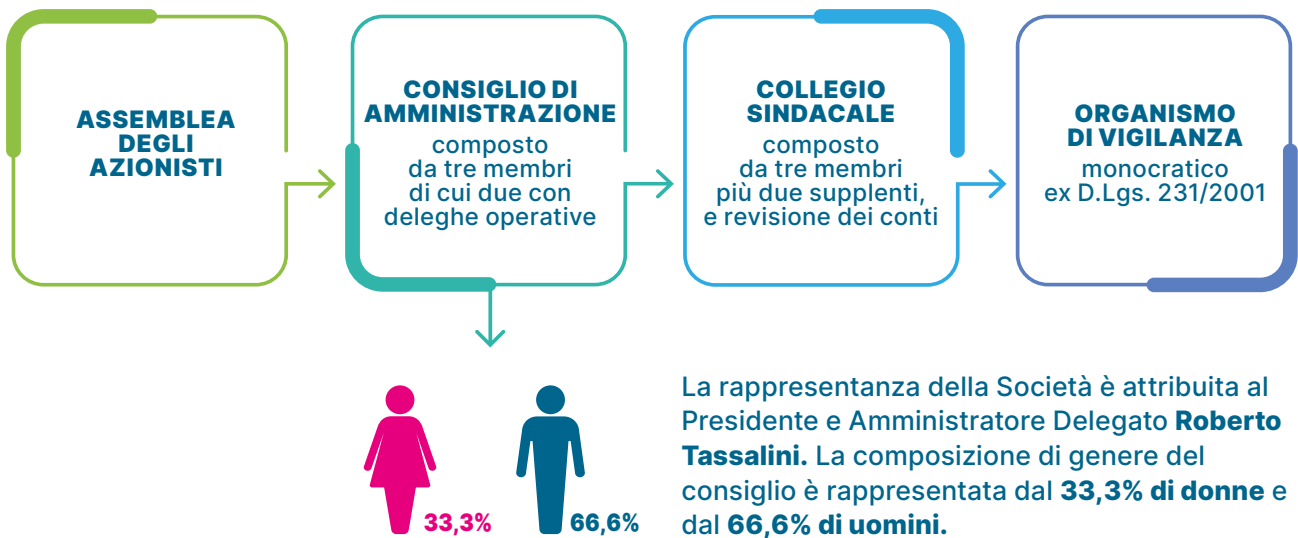 ASSEMBLEA
DEGLI
AZIONISTI
CONSIGLIO DI
AMMINISTRAZIONE
composto
da tre membri
di cui due con
deleghe operative
COLLEGIO
SINDACALE
composto
da tre membri
più due supplenti,
e revisione dei conti
ORGANISMO
DI VIGILANZA
monocratico
ex D.Lgs. 231/2001
33,3%
66,6%
La rappresentanza della Società è attribuita al
Presidente e Amministratore Delegato Roberto
Tassalini. La composizione di genere del
consiglio è rappresentata dal 33,3% di donne e
dal 66,6% di uomini.